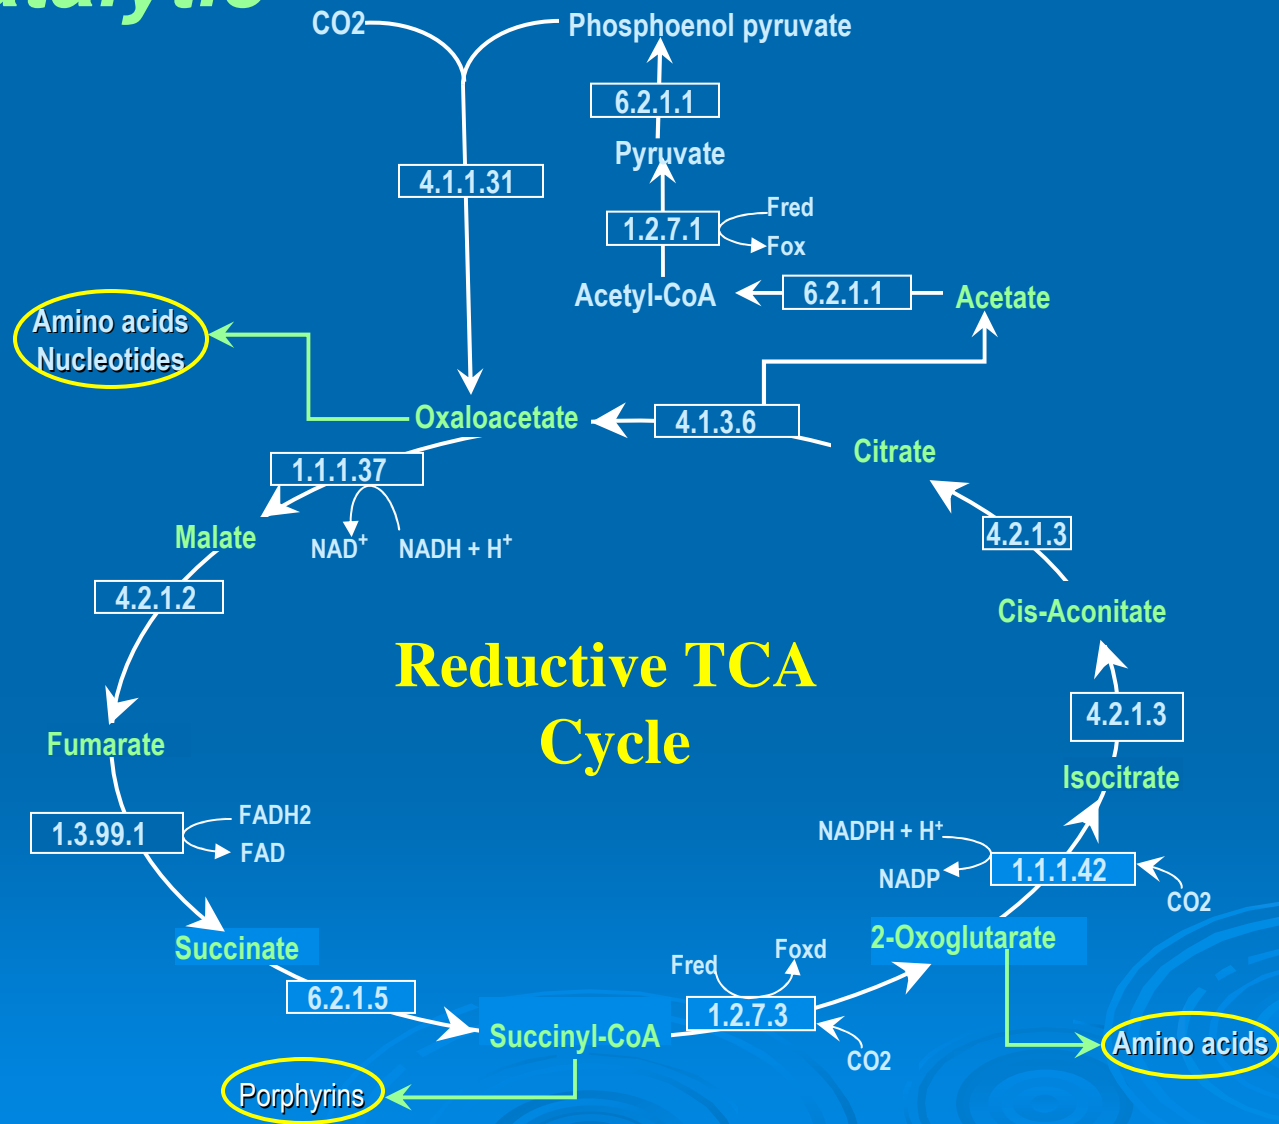 CO2
Phosphoenol pyruvate
6.2.1.1
Pyruvate
4.1.1.31
Fred
1.2.7.1
Fox
Acetyl-CoA
6.2.1.1
Acetate
Amino acids
Nucleotides
Oxaloacetate
4.1.3.6
Citrate
1.1.1.37
NAD+
NADH + H+
Malate
4.2.1.3
4.2.1.2
Cis-Aconitate
Reductive TCA
Cycle
4.2.1.3
Fumarate
Isocitrate
1.3.99.1
FADH2
FAD
NADPH + H+
NADP
1.1.1.42
CO2
Succinate
2-Oxoglutarate
Fred
Foxd
6.2.1.5
1.2.7.3
Succinyl-CoA
CO2
Amino acids
Porphyrins